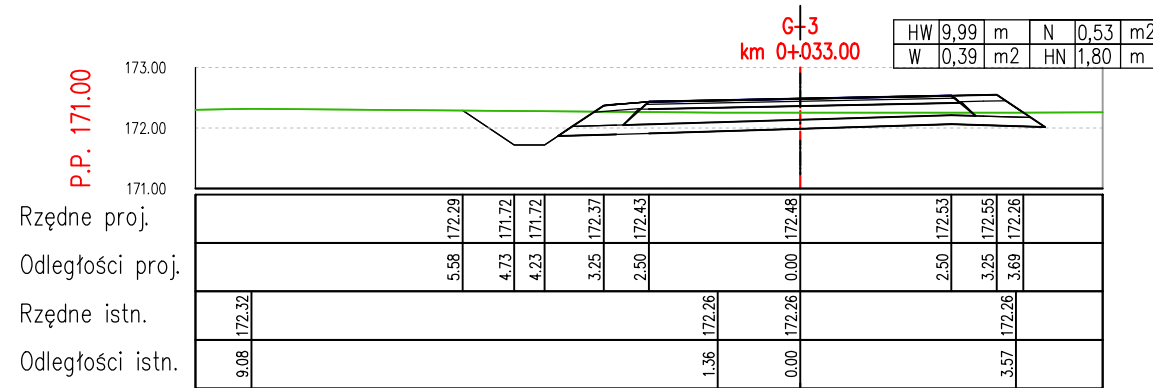 G-3
km 0+033.00
HW 9,99 m N 0,53 m2
W 0,39 m2 HN 1,80 m
P.P. 171.00
173.00
172.00
171.00
Rzędne proj. 172.29 171.72 171.72 172.37 172.43 172.48 172.53 172.55 172.26
Odległości proj. 5.58 4.73 4.23 3.25 2.50 0.00 2.50 3.25 3.69
Rzędne istn. 172.32 172.26 172.26 172.26
Odległości istn. 9.08 1.36 0.00 3.57